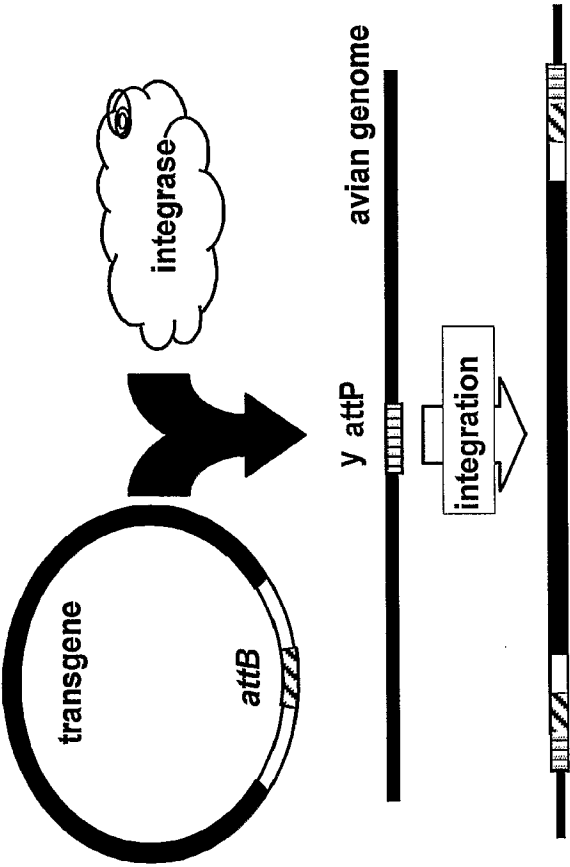 transgene
attB
integrase
y attP
avian genome
integration